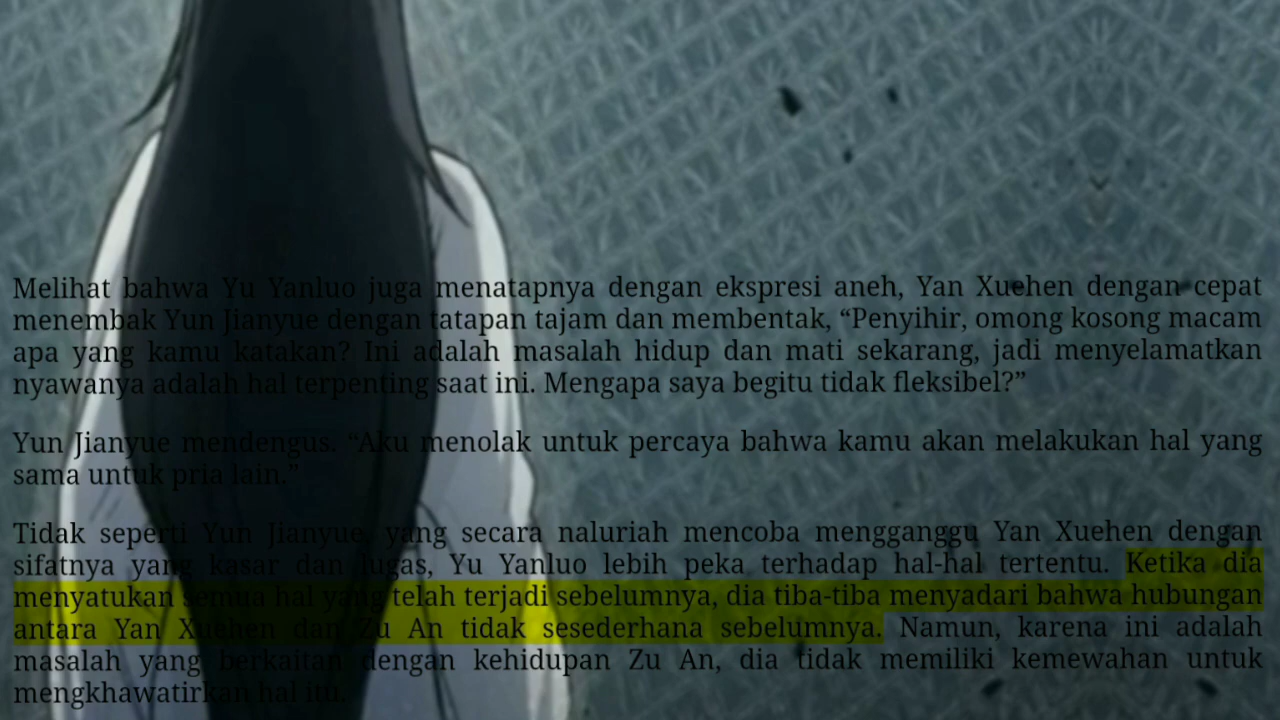 Melihat bahwa Yu Yanluo juga menatapnya dengan ekspresi aneh, Yan Xuehen dengan cepat
menembak Yun Jianyue dengan tatapan tajam dan membentak, “Penyihir, omong kosong macam
apa yang kamu katakan? Ini adalah masalah hidup dan mati sekarang, jadi menyelamatkan
nyawanya adalah hal terpenting saat ini. Mengapa saya begitu tidak fleksibel?”
Yun Jianyue mendengus. “Aku menolak untuk percaya bahwa kamu akan melakukan hal yang
sama untuk pria lain.”
Tidak seperti Yun Jianyue, yang secara naluriah mencoba mengganggu Yan Xuehen dengan
sifatnya yang kasar dan lugas, Yu Yanluo lebih peka terhadap hal-hal tertentu. Ketika dia
menyatukan semua hal yang telah terjadi sebelumnya, dia tiba-tiba menyadari bahwa hubungan
antara Yan Xuehen dan Zu An tidak sesederhana sebelumnya. Namun, karena ini adalah
masalah yang berkaitan dengan kehidupan Zu An, dia tidak memiliki kemewahan untuk
mengkhawatirkan hal itu.